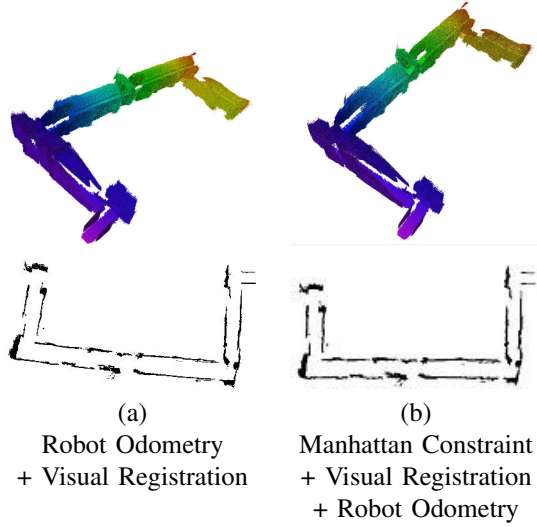 (a)
Robot Odometry
+ Visual Registration
(b)
Manhattan Constraint
+ Visual Registration
+ Robot Odometry